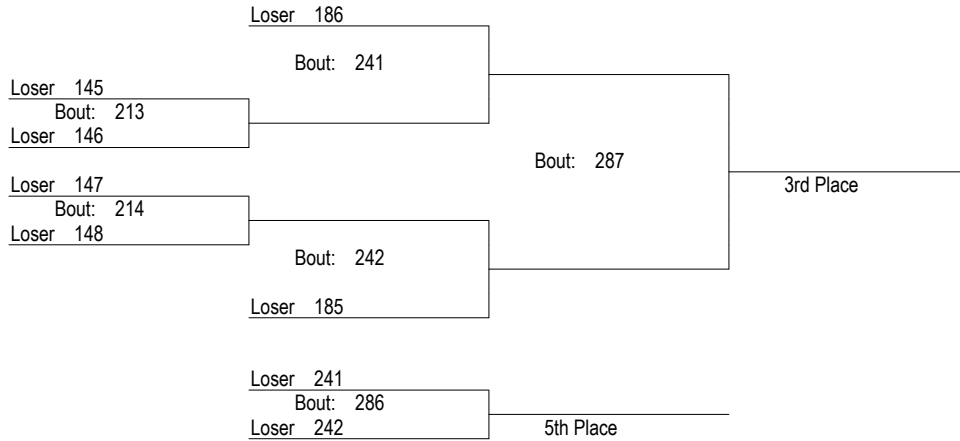 Loser 186
Bout: 241
Loser 145
Bout: 213
Loser 146
Bout: 287
Loser 147
3rd Place
Bout: 214
Loser 148
Bout: 242
Loser 185
Loser 241
Bout: 286
Loser 242
5th Place